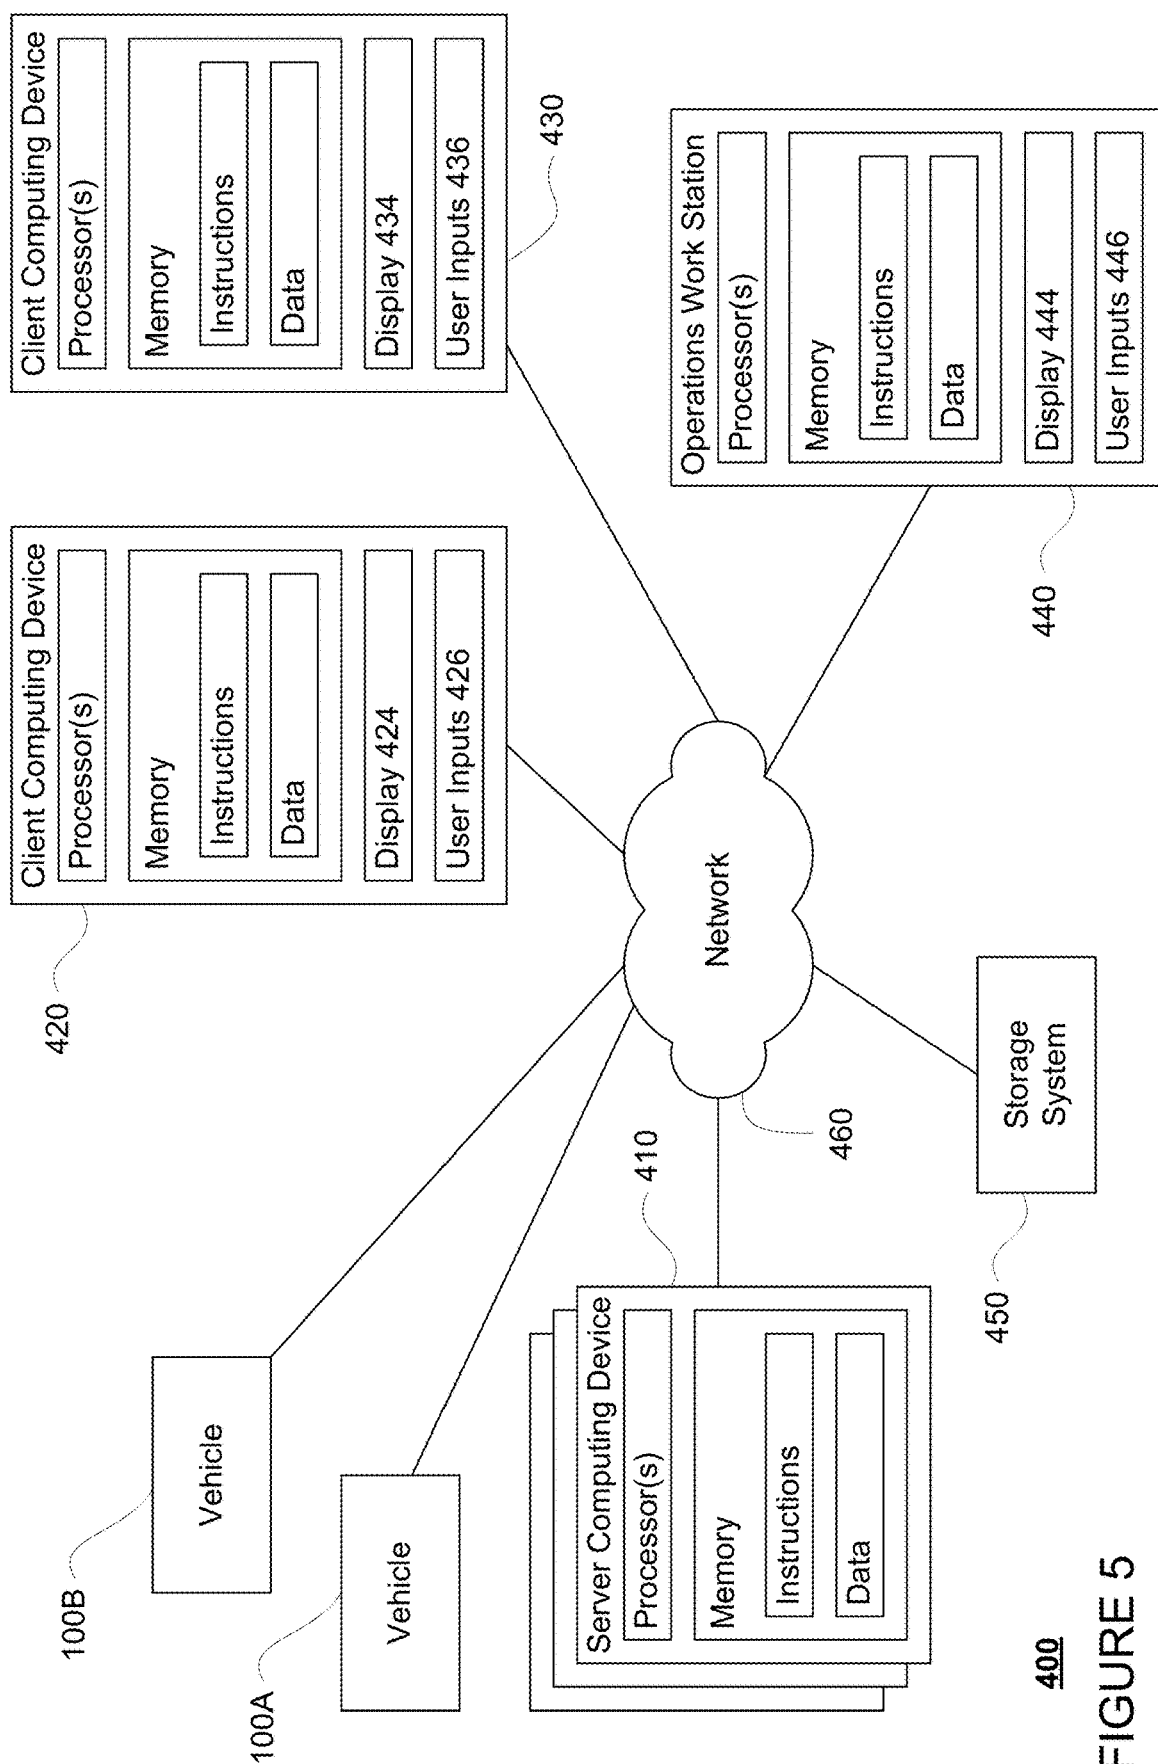 100B
Vehicle
100A
Vehicle
420
Client Computing Device
Processor(s)
Memory
Instructions
Data
Display 424
User Inputs 426
Client Computing Device
Processor(s)
Memory
Instructions
Data
Display 434
User Inputs 436
430
Server Computing Device
Processor(s)
Memory
Instructions
Data
410
Network
460
Operations Work Station
Processor(s)
Memory
Instructions
Data
Display 444
User Inputs 446
440
450
Storage
System
400
FIGURE 5